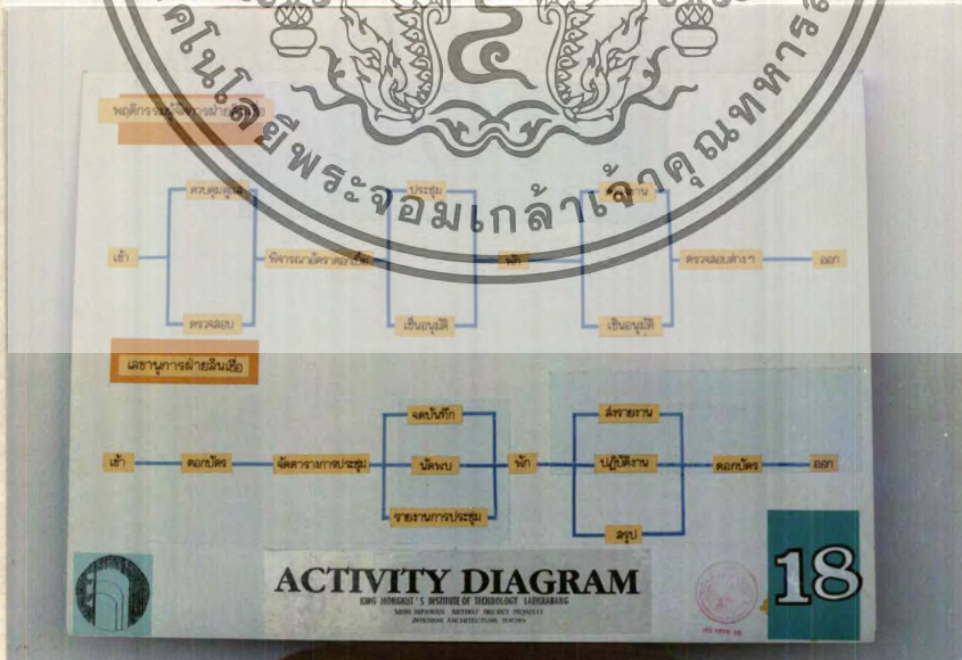 คโนโลยีพระจอมเกล้าเจ้าคุณทหาร
พฤติกรรมผู้จัดการฝ่ายสินเชื่อ
ควบคุมดูแล ประชุม
เข้า พิจารณาอัตราดอกเบี้ย พัก ตรวจสอบต่างๆ ออก
ตรวจสอบ เซ็นอนุมัติ เซ็นอนุมัติ
เลขานุการฝ่ายสินเชื่อ
จดบันทึก ส่งรายงาน
เข้า ตอกบัตร จัดตารางการประชุม นัดพบ พัก ปฏิบัติงาน ตอกบัตร ออก
รายงานการประชุม สรุป
ACTIVITY DIAGRAM 18
KING MONGKUT'S INSTITUTE OF TECHNOLOGY LADKRABANG